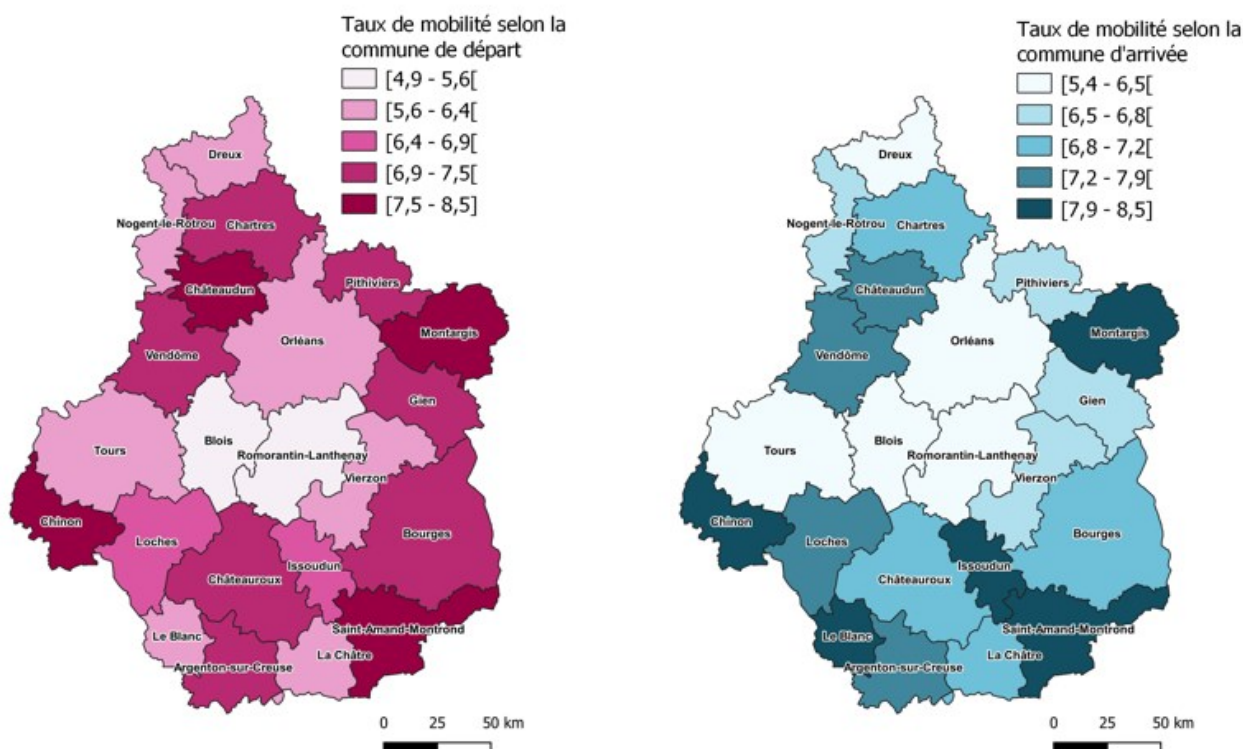 Taux de mobilité selon la
commune de départ
[4,9 - 5,6[
[5,6 - 6,4[
[6,4 - 6,9[
[6,9 - 7,5[
[7,5 - 8,5]
Dreux
Nogent-le-Rotrou
Chartres
Châteaudun
Pithiviers
Montargis
Orléans
Vendôme
Gien
Blois
Tours
Romorantin-Lanthenay
Vierzon
Chinon
Bourges
Loches
Issoudun
Châteauroux
Saint-Amand-Montrond
Le Blanc
La Châtre
Argenton-sur-Creuse
0 25 50 km
Taux de mobilité selon la
commune d'arrivée
[5,4 - 6,5[
[6,5 - 6,8[
[6,8 - 7,2[
[7,2 - 7,9[
[7,9 - 8,5]
Dreux
Nogent-le-Rotrou
Chartres
Pithiviers
Châteaudun
Montargis
Orléans
Vendôme
Gien
Blois
Tours
Romorantin-Lanthenay
Vierzon
Chinon
Bourges
Loches
Issoudun
Châteauroux
Saint-Amand-Montrond
Le Blanc
La Châtre
Argenton-sur-Creuse
0 25 50 km